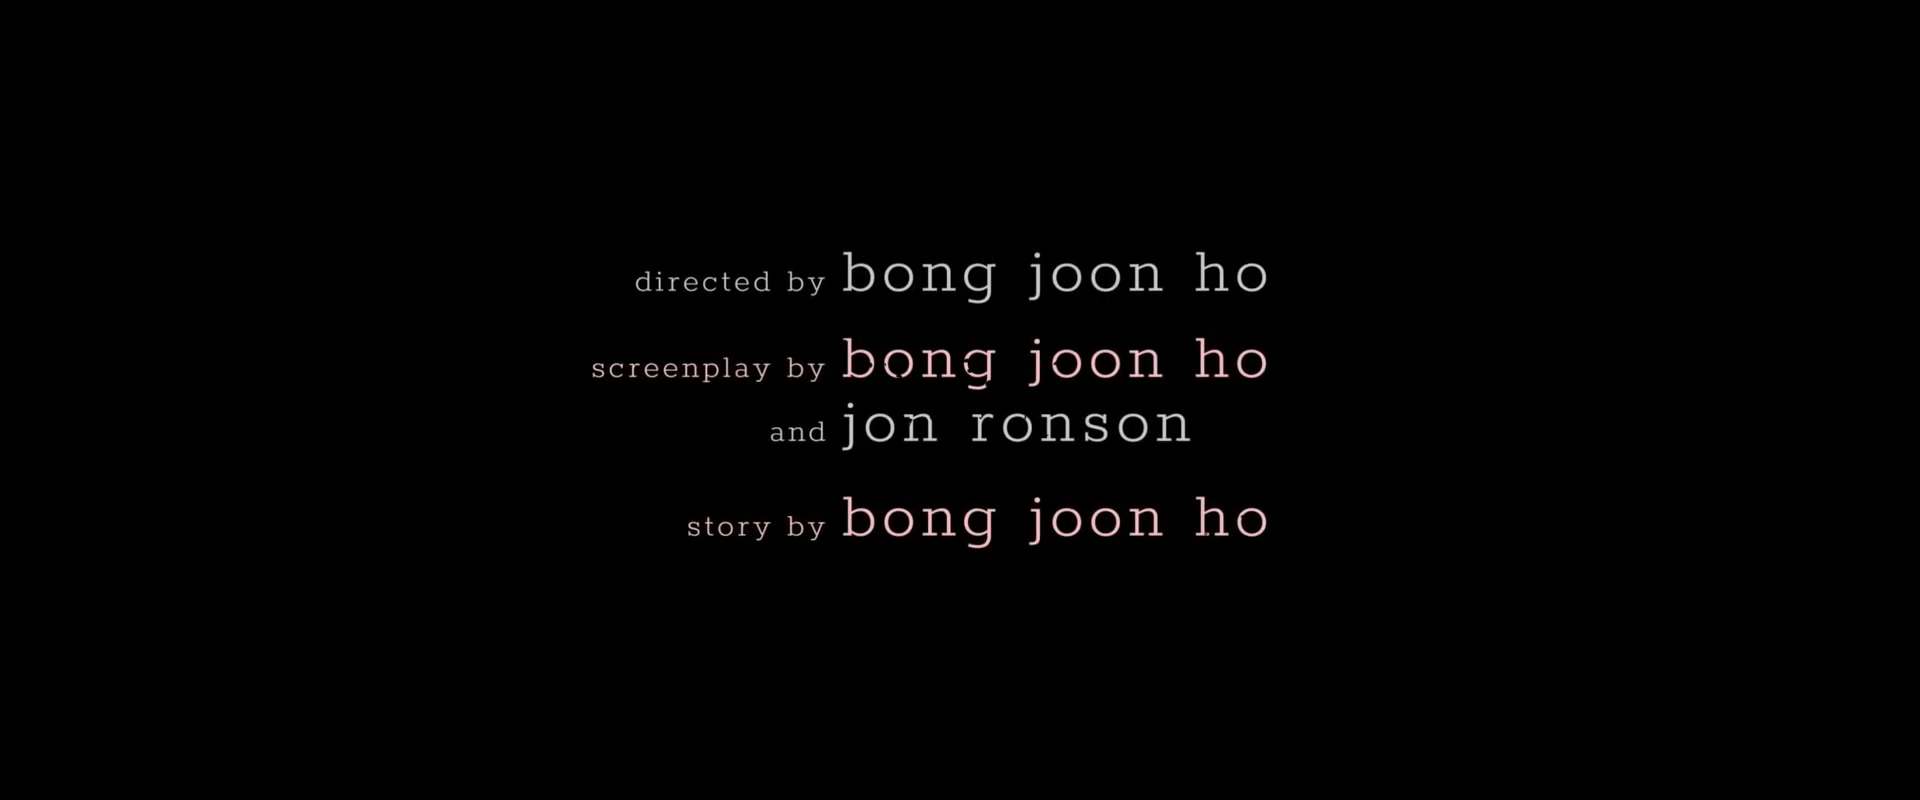 directed by bong joon ho
screenplay by bong joon ho
and jon ronson
story by bong joon ho